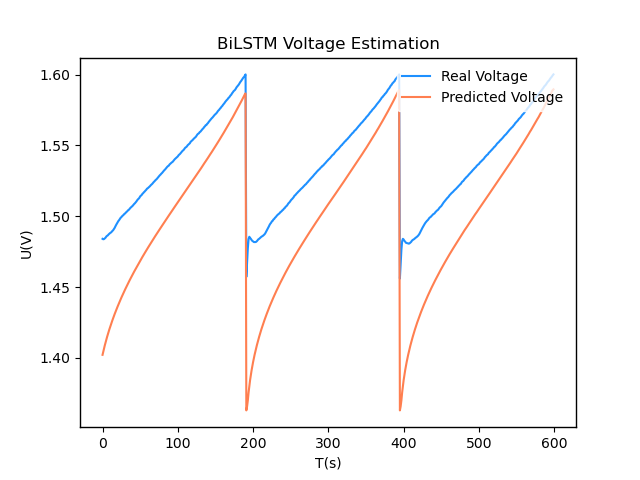 BiLSTM Voltage Estimation
Real Voltage
Predicted Voltage
U(V)
1.60
1.55
1.50
1.45
1.40
0 100 200 300 400 500 600
T(s)